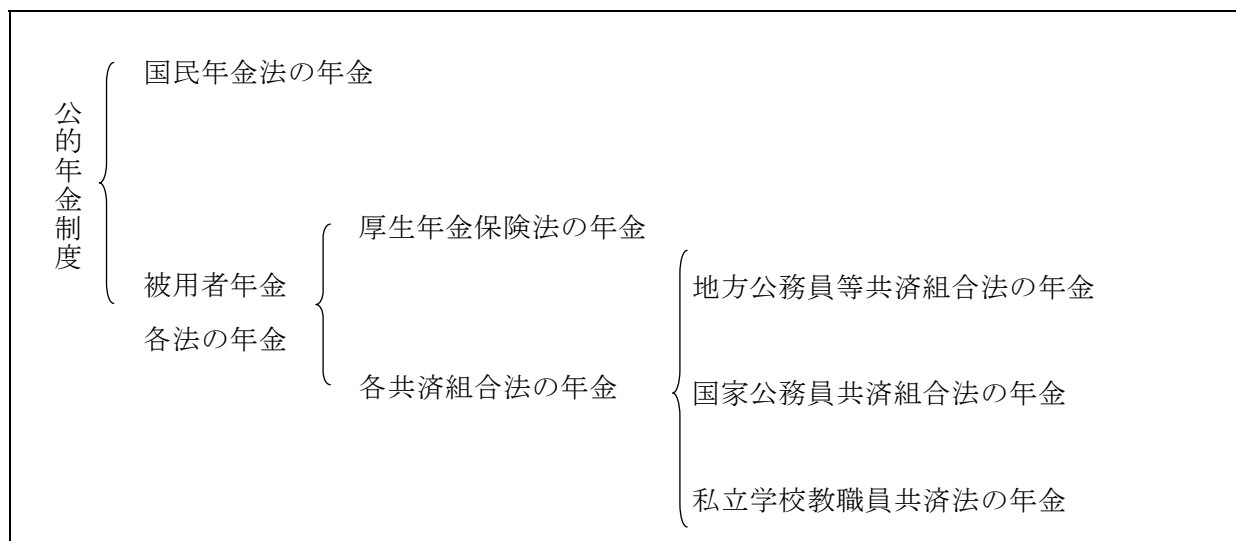 公的年金制度
国民年金法の年金
被用者年金
各法の年金
厚生年金保険法の年金
各共済組合法の年金
地方公務員等共済組合法の年金
国家公務員共済組合法の年金
私立学校教職員共済法の年金